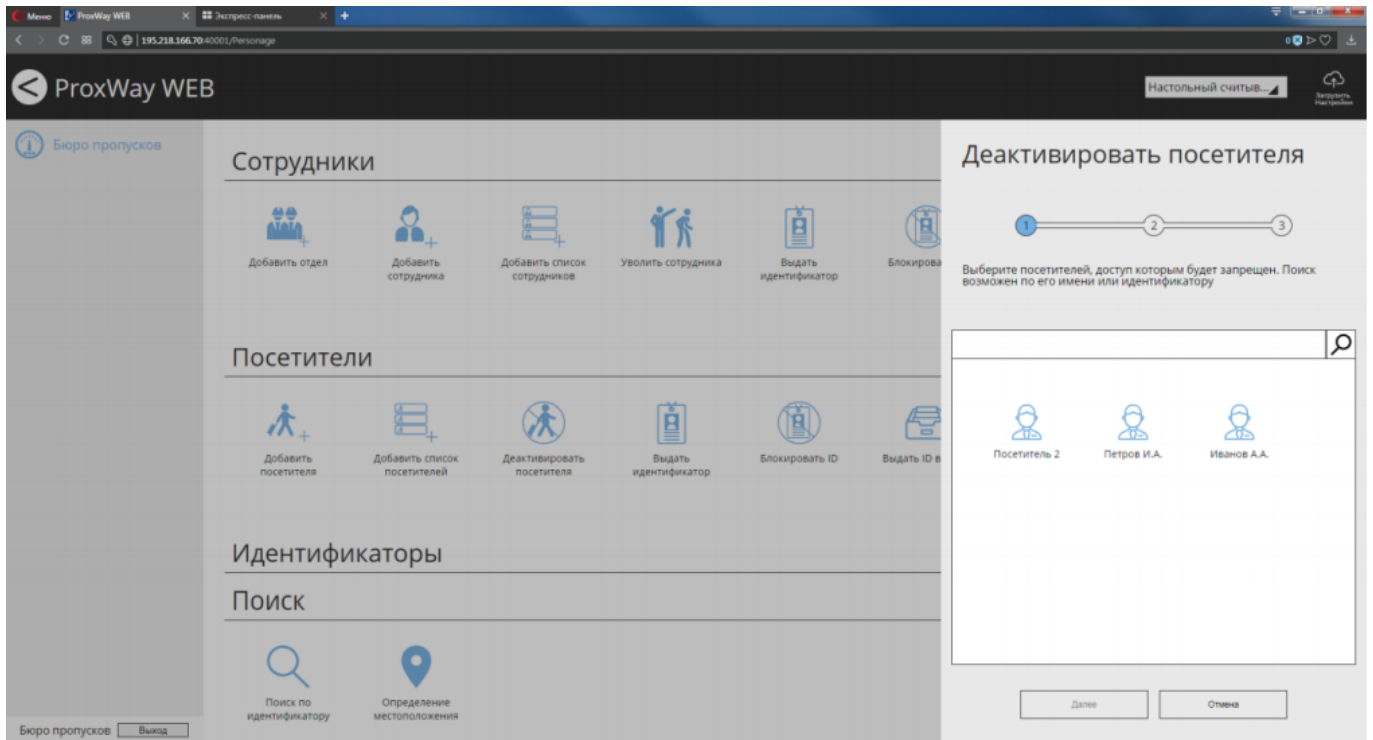 Меню
ProxWay WEB
Экспресс-панель
195.218.166.70:40001/Personage
0
ProxWay WEB
Настольный считыв...
Загрузить
Настройки
Бюро пропусков
Сотрудники
Добавить отдел
Добавить
сотрудника
Добавить список
сотрудников
Уволить сотрудника
Выдать
идентификатор
Блокирова
Посетители
Добавить
посетителя
Добавить список
посетителей
Деактивировать
посетителя
Выдать
идентификатор
Блокировать ID
Выдать ID в
Идентификаторы
Поиск
Поиск по
идентификатору
Определение
местоположения
Бюро пропусков
Выход
Деактивировать посетителя
1
2
3
Выберите посетителей, доступ которым будет запрещен. Поиск
возможен по его имени или идентификатору
Посетитель 2
Петров И.А.
Иванов А.А.
Далее
Отмена